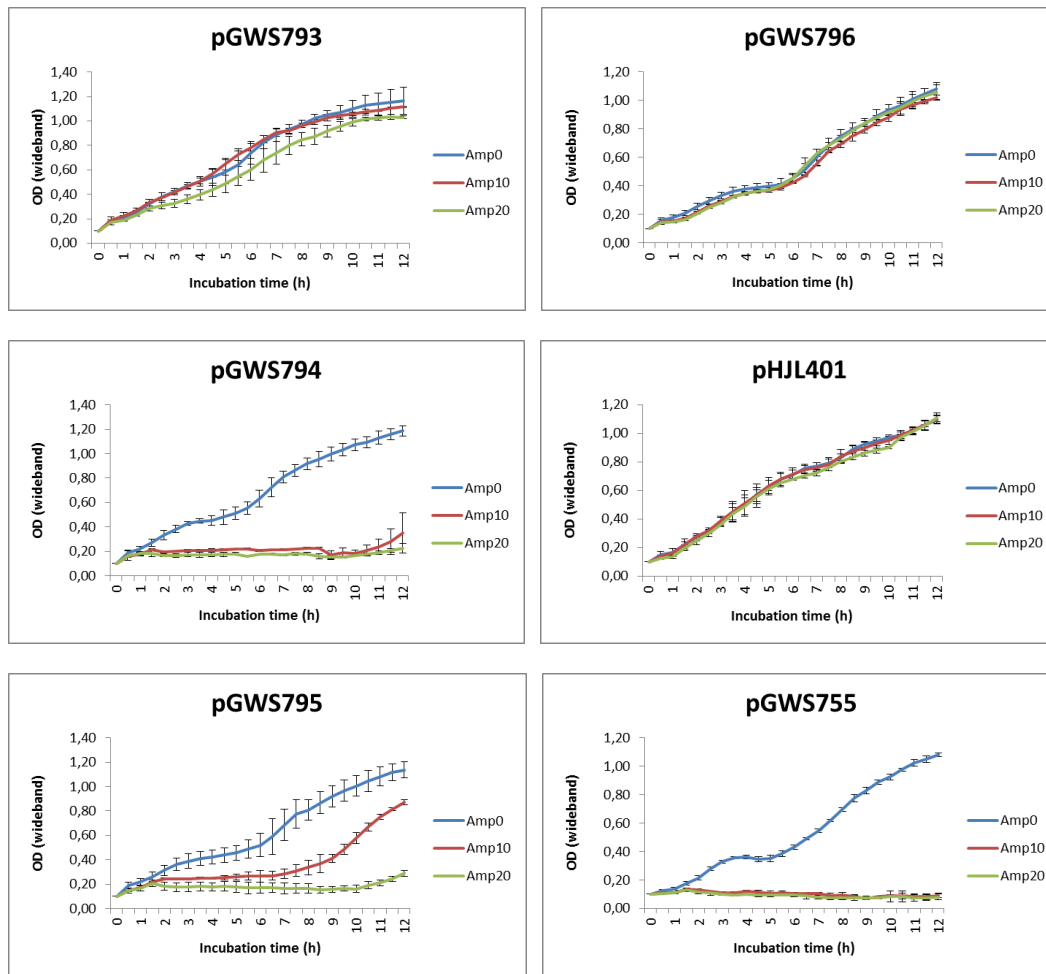 pGWS793
1,40
1,20
1,00
0,80
0,60
0,40
0,20
0,00
OD (wideband)
0 1 2 3 4 5 6 7 8 9 10 11 12
Incubation time (h)
Amp0
Amp10
Amp20
pGWS796
1,20
1,00
0,80
0,60
0,40
0,20
0,00
OD (wideband)
0 1 2 3 4 5 6 7 8 9 10 11 12
Incubation time (h)
Amp0
Amp10
Amp20
pGWS794
1,40
1,20
1,00
0,80
0,60
0,40
0,20
0,00
OD (wideband)
0 1 2 3 4 5 6 7 8 9 10 11 12
Incubation time (h)
Amp0
Amp10
Amp20
pHJL401
1,20
1,00
0,80
0,60
0,40
0,20
0,00
OD (wideband)
0 1 2 3 4 5 6 7 8 9 10 11 12
Incubation time (h)
Amp0
Amp10
Amp20
pGWS795
1,40
1,20
1,00
0,80
0,60
0,40
0,20
0,00
OD (wideband)
0 1 2 3 4 5 6 7 8 9 10 11 12
Incubation time (h)
Amp0
Amp10
Amp20
pGWS755
1,20
1,00
0,80
0,60
0,40
0,20
0,00
OD (wideband)
0 1 2 3 4 5 6 7 8 9 10 11 12
Incubation time (h)
Amp0
Amp10
Amp20